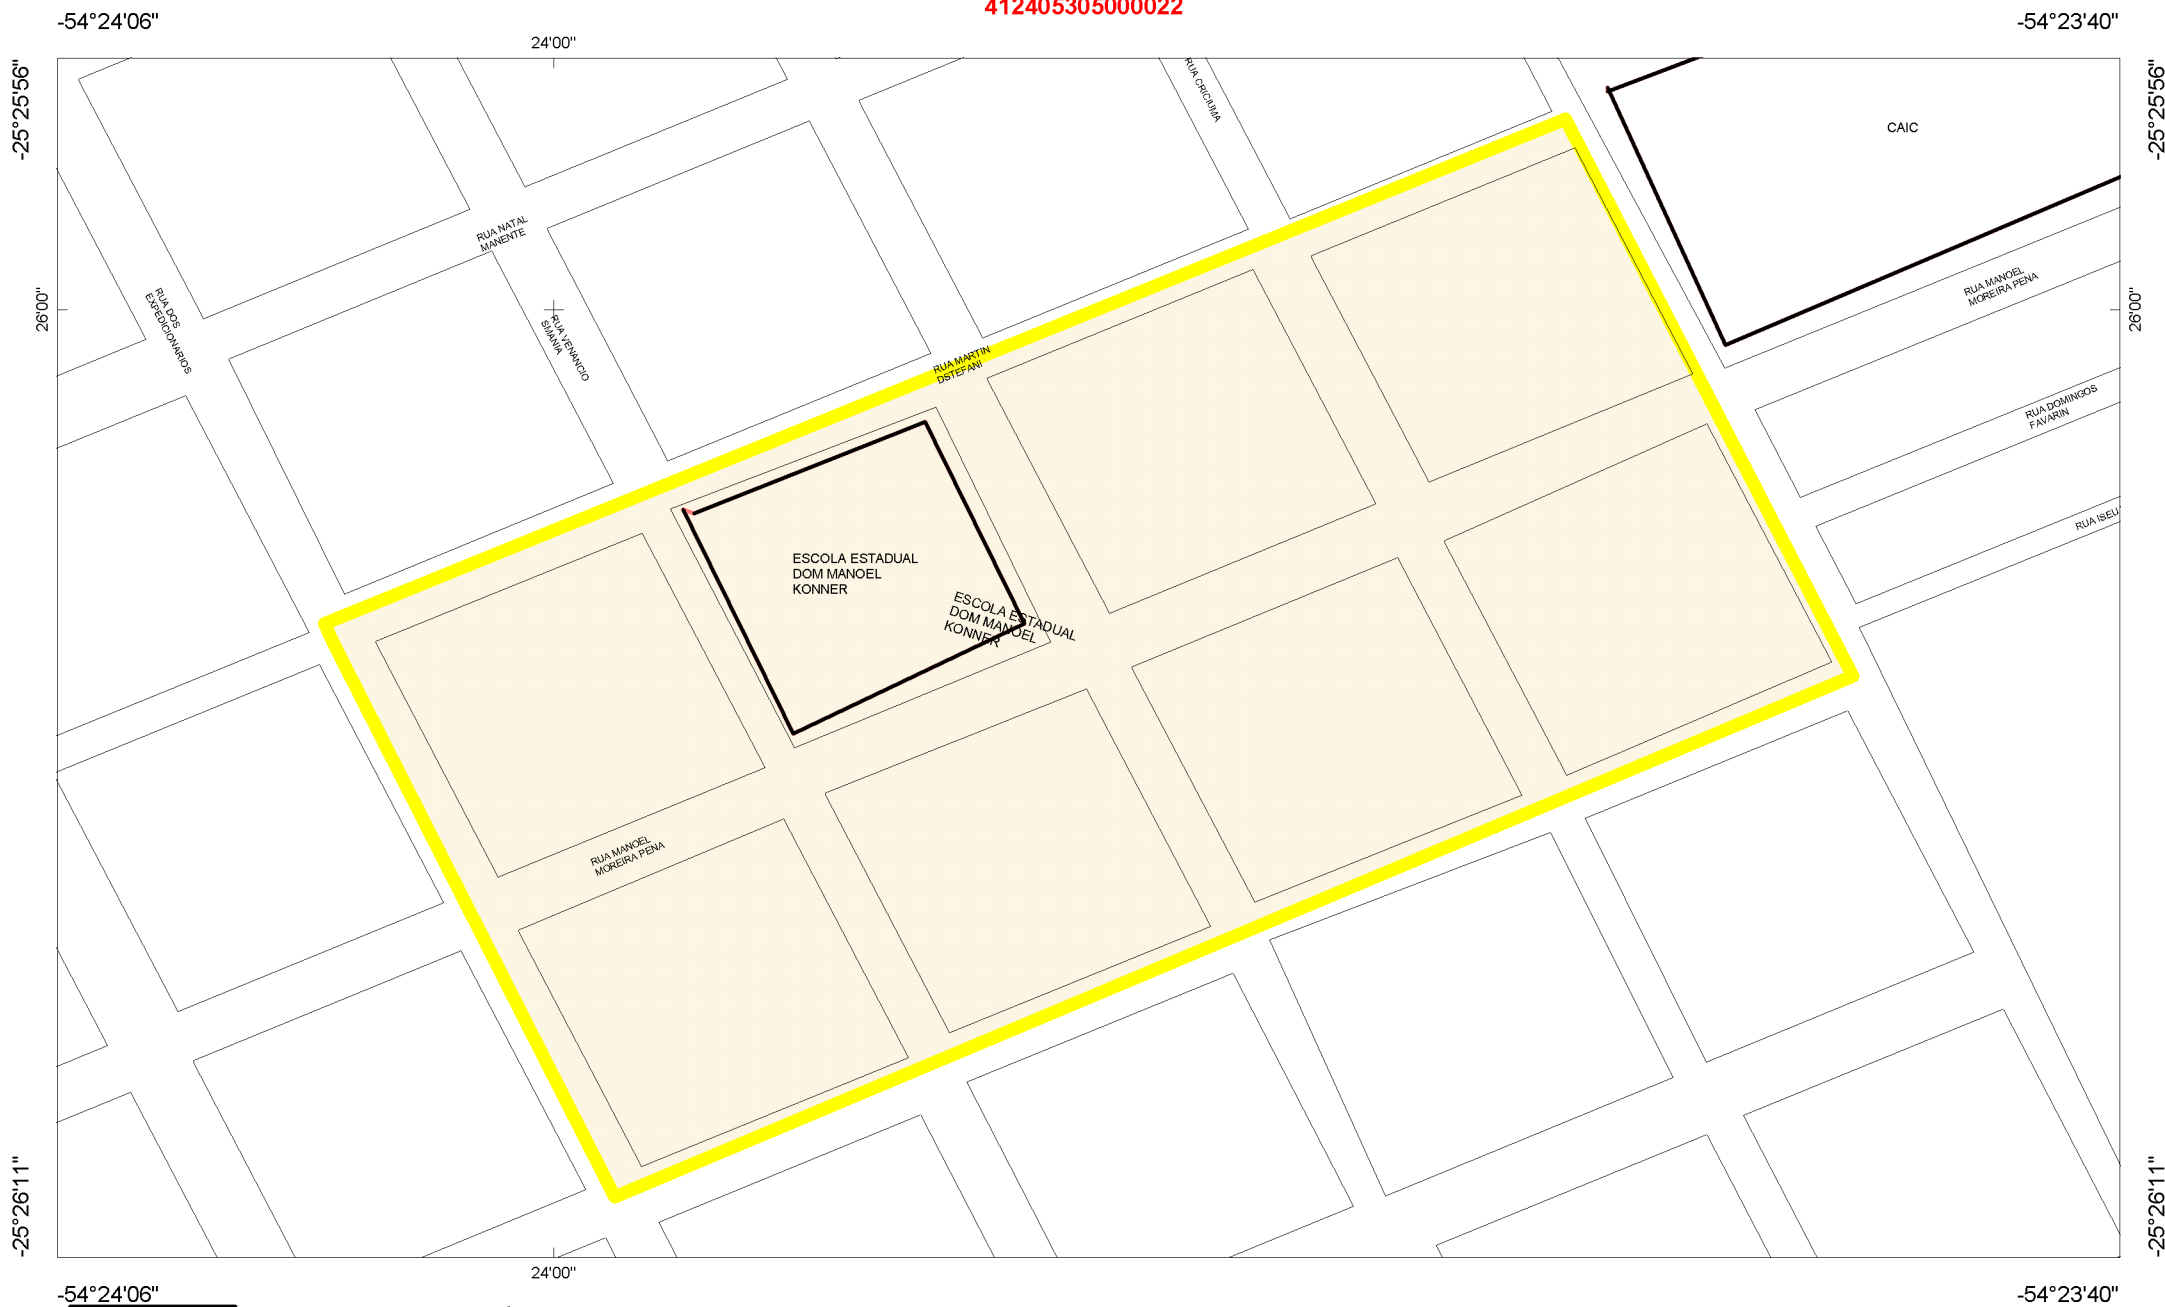 412405305000022
-54°24'06"
-54°23'40"
24'00"
-25°25'56"
-25°25'56"
RUA CRICIUMA
CAIC
RUA NATAL
MANENTE
RUA MANOEL
MOREIRA PENA
RUA DOS
EXPEDICIONARIOS
26'00"
26'00"
RUA VENANCIO
SMANIA
RUA MARTIN
DSTEFANI
RUA DOMINGOS
FAVARIN
RUA ISEU
ESCOLA ESTADUAL
DOM MANOEL
KONNER
ESCOLA ESTADUAL
DOM MANOEL
KONNER
RUA MANOEL
MOREIRA PENA
-25°26'11"
-25°26'11"
24'00"
-54°24'06"
-54°23'40"